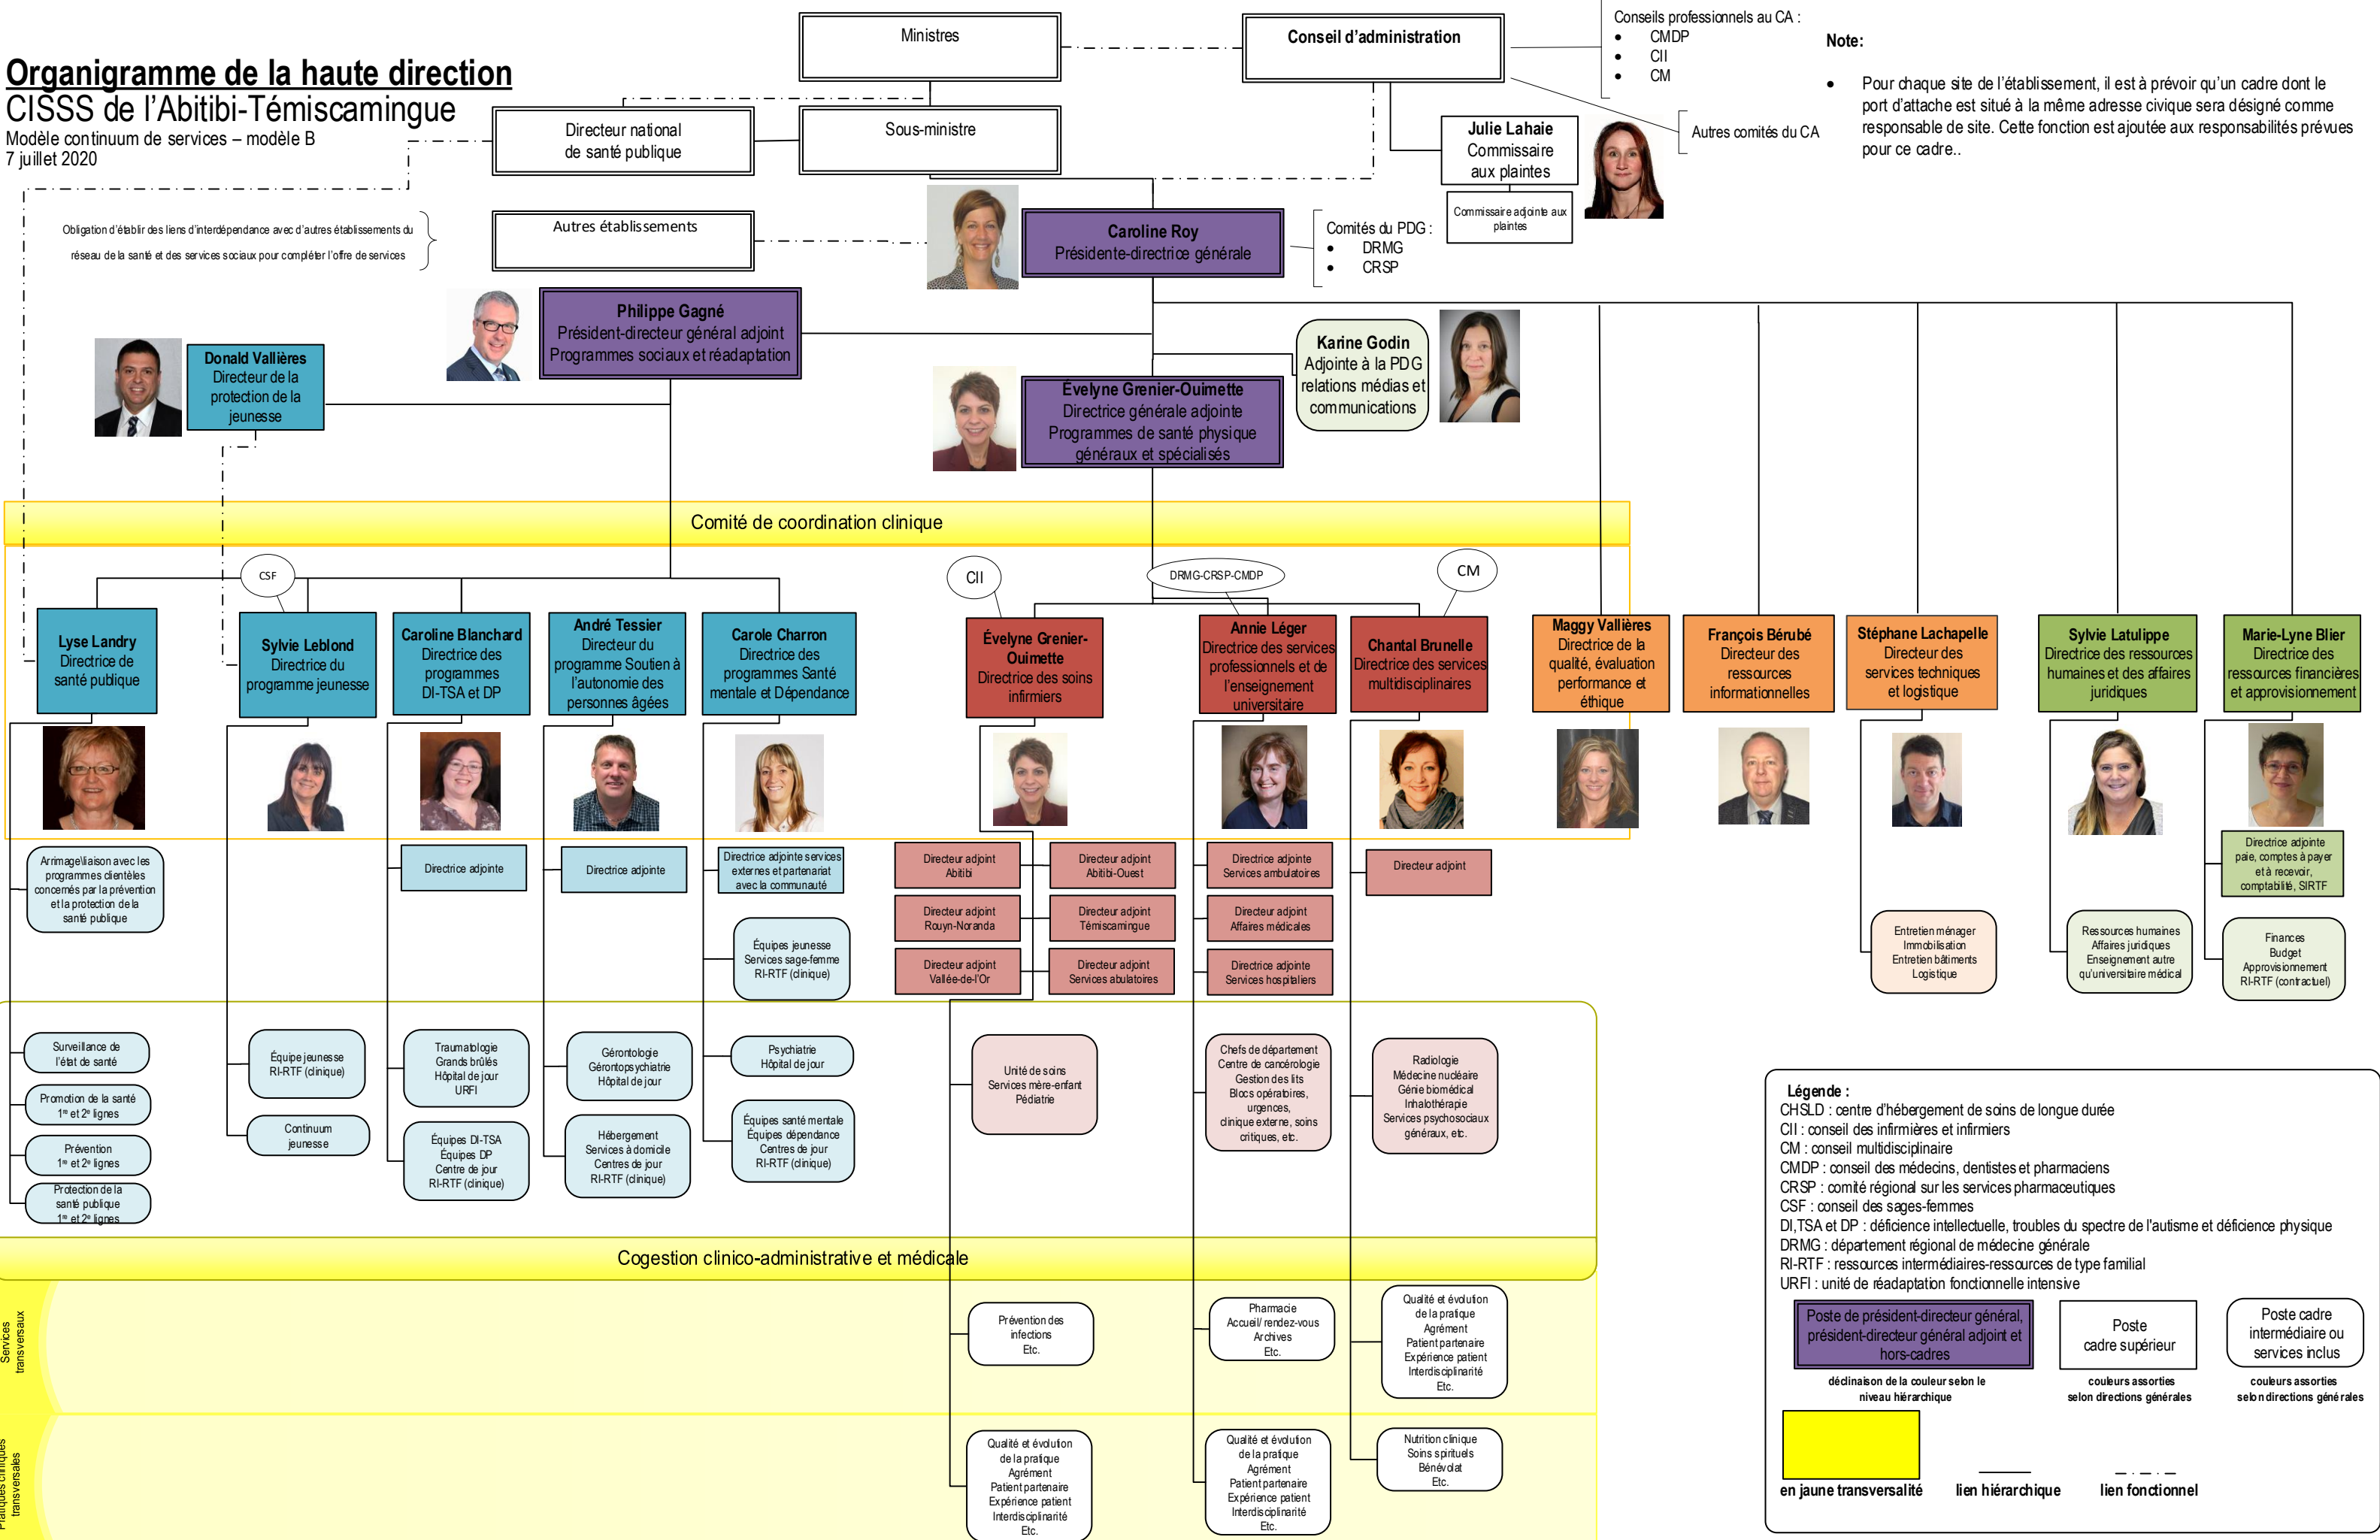 Organigramme de la haute direction
CISSS de l'Abitibi-Témiscamingue
Modèle continuum de services – modèle B
7 juillet 2020
Ministres
Conseil d'administration
Conseils professionnels au CA :
• CMDP
• CII
• CM
Autres comités du CA
Note:
• Pour chaque site de l'établissement, il est à prévoir qu'un cadre dont le
port d'attache est situé à la même adresse civique sera désigné comme
responsable de site. Cette fonction est ajoutée aux responsabilités prévues
pour ce cadre..
Directeur national
de santé publique
Sous-ministre
Julie Lahaie
Commissaire
aux plaintes
Commissaire adjointe aux
plaintes
Obligation d'établir des liens d'interdépendance avec d'autres établissements du
réseau de la santé et des services sociaux pour compléter l'offre de services
Autres établissements
Caroline Roy
Présidente-directrice générale
Comités du PDG :
• DRMG
• CRSP
Philippe Gagné
Président-directeur général adjoint
Programmes sociaux et réadaptation
Donald Vallières
Directeur de la
protection de la
jeunesse
Karine Godin
Adjointe à la PDG
relations médias et
communications
Évelyne Grenier-Ouimette
Directrice générale adjointe
Programmes de santé physique
généraux et spécialisés
Comité de coordination clinique
CSF
CII
DRMG-CRSP-CMDP
CM
Lyse Landry
Directrice de
santé publique
Sylvie Leblond
Directrice du
programme jeunesse
Caroline Blanchard
Directrice des
programmes
DI-TSA et DP
André Tessier
Directeur du
programme Soutien à
l'autonomie des
personnes âgées
Carole Charron
Directrice des
programmes Santé
mentale et Dépendance
Évelyne Grenier-
Ouimette
Directrice des soins
infirmiers
Annie Léger
Directrice des services
professionnels et de
l'enseignement
universitaire
Chantal Brunelle
Directrice des services
multidisciplinaires
Maggy Vallières
Directrice de la
qualité, évaluation
performance et
éthique
François Bérubé
Directeur des
ressources
informationnelles
Stéphane Lachapelle
Directeur des
services techniques
et logistique
Sylvie Latulippe
Directrice des ressources
humaines et des affaires
juridiques
Marie-Lyne Blier
Directrice des
ressources financières
et approvisionnement
Arrimage\liaison avec les
programmes clientèles
concernés par la prévention
et la protection de la
santé publique
Directrice adjointe
Directrice adjointe
Directrice adjointe services
externes et partenariat
avec la communauté
Équipes jeunesse
Services sage-femme
RI-RTF (clinique)
Directeur adjoint
Abitibi
Directeur adjoint
Abitibi-Ouest
Directeur adjoint
Rouyn-Noranda
Directeur adjoint
Témiscamingue
Directeur adjoint
Vallée-de-l'Or
Directeur adjoint
Services abulatoires
Directrice adjointe
Services ambulatoires
Directeur adjoint
Affaires médicales
Directrice adjointe
Services hospitaliers
Directeur adjoint
Entretien ménager
Immobilisation
Entretien bâtiments
Logistique
Ressources humaines
Affaires juridiques
Enseignement autre
qu'universitaire médical
Directrice adjointe
paie, comptes à payer
et à recevoir,
comptabilité, SIRTF
Finances
Budget
Approvisionnement
RI-RTF (contractuel)
Surveillance de
l'état de santé
Promotion de la santé
1re et 2e lignes
Prévention
1re et 2e lignes
Protection de la
santé publique
1re et 2e lignes
Équipe jeunesse
RI-RTF (clinique)
Continuum
jeunesse
Traumatologie
Grands brûlés
Hôpital de jour
URFI
Équipes DI-TSA
Équipes DP
Centre de jour
RI-RTF (clinique)
Gérontologie
Gérontopsychiatrie
Hôpital de jour
Hébergement
Services à domicile
Centres de jour
RI-RTF (clinique)
Psychiatrie
Hôpital de jour
Équipes santé mentale
Équipes dépendance
Centres de jour
RI-RTF (clinique)
Unité de soins
Services mère-enfant
Pédiatrie
Chefs de département
Centre de cancérologie
Gestion des lits
Blocs opératoires,
urgences,
clinique externe, soins
critiques, etc.
Radiologie
Médecine nucléaire
Génie biomédical
Inhalothérapie
Services psychosociaux
généraux, etc.
Cogestion clinico-administrative et médicale
Services
transversaux
Prévention des
infections
Etc.
Pharmacie
Accueil/ rendez-vous
Archives
Etc.
Qualité et évolution
de la pratique
Agrément
Patient partenaire
Expérience patient
Interdisciplinarité
Etc.
Pratiques cliniques
transversales
Qualité et évolution
de la pratique
Agrément
Patient partenaire
Expérience patient
Interdisciplinarité
Etc.
Qualité et évolution
de la pratique
Agrément
Patient partenaire
Expérience patient
Interdisciplinarité
Etc.
Nutrition clinique
Soins spirituels
Bénévolat
Etc.
Légende :
CHSLD : centre d'hébergement de soins de longue durée
CII : conseil des infirmières et infirmiers
CM : conseil multidisciplinaire
CMDP : conseil des médecins, dentistes et pharmaciens
CRSP : comité régional sur les services pharmaceutiques
CSF : conseil des sages-femmes
DI,TSA et DP : déficience intellectuelle, troubles du spectre de l'autisme et déficience physique
DRMG : département régional de médecine générale
RI-RTF : ressources intermédiaires-ressources de type familial
URFI : unité de réadaptation fonctionnelle intensive
Poste de président-directeur général,
président-directeur général adjoint et
hors-cadres
Poste
cadre supérieur
Poste cadre
intermédiaire ou
services inclus
déclinaison de la couleur selon le
niveau hiérarchique
couleurs assorties
selon directions générales
couleurs assorties
selon directions générales
en jaune transversalité
lien hiérarchique
lien fonctionnel